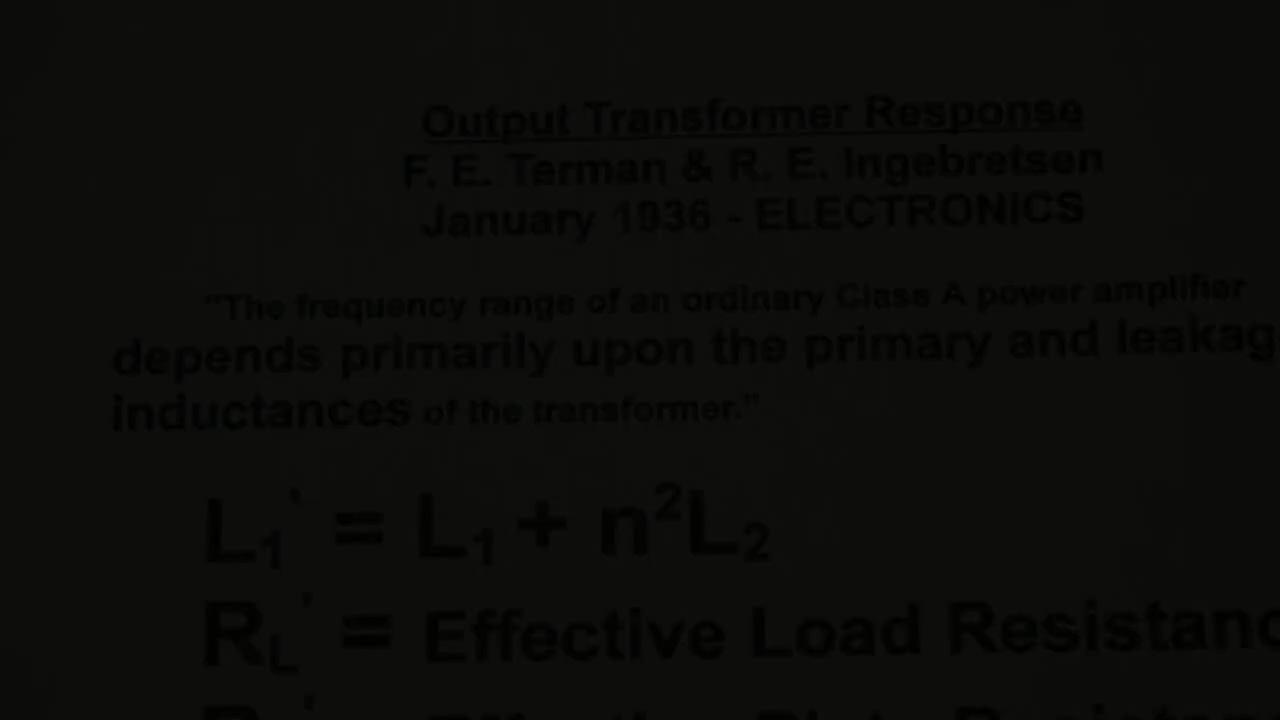 Output Transformer Response
F. E. Terman & R. E. Ingebretsen
January 1936 - ELECTRONICS
"The frequency range of an ordinary Class A power amplifier
depends primarily upon the primary and leakag
inductances of the transformer."
L₁' = L₁ + n²L₂
R_L' = Effective Load Resistanc